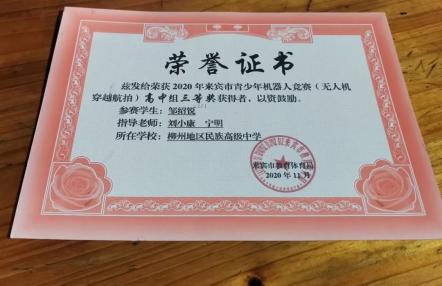 荣誉证书
兹发给荣获2020年来宾市青少年机器人竞赛（无人机
穿越航拍）高中组三等奖获得者，以资鼓励。
参赛学生：邹绍锐
指导老师：刘小康 宁明
所在学校：柳州地区民族高级中学
来宾市教育体育局
2020年11月